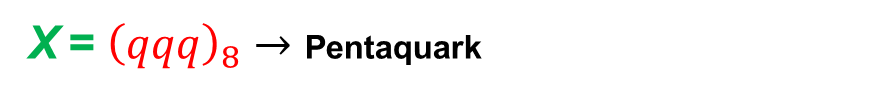 X = (qqq)₈ → Pentaquark